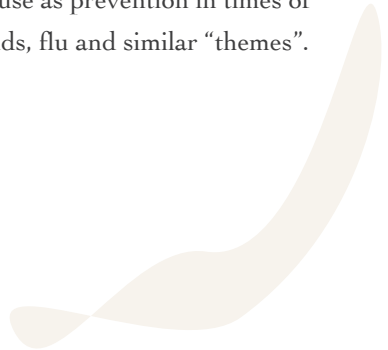 use as prevention in times of
ds, flu and similar “themes”.